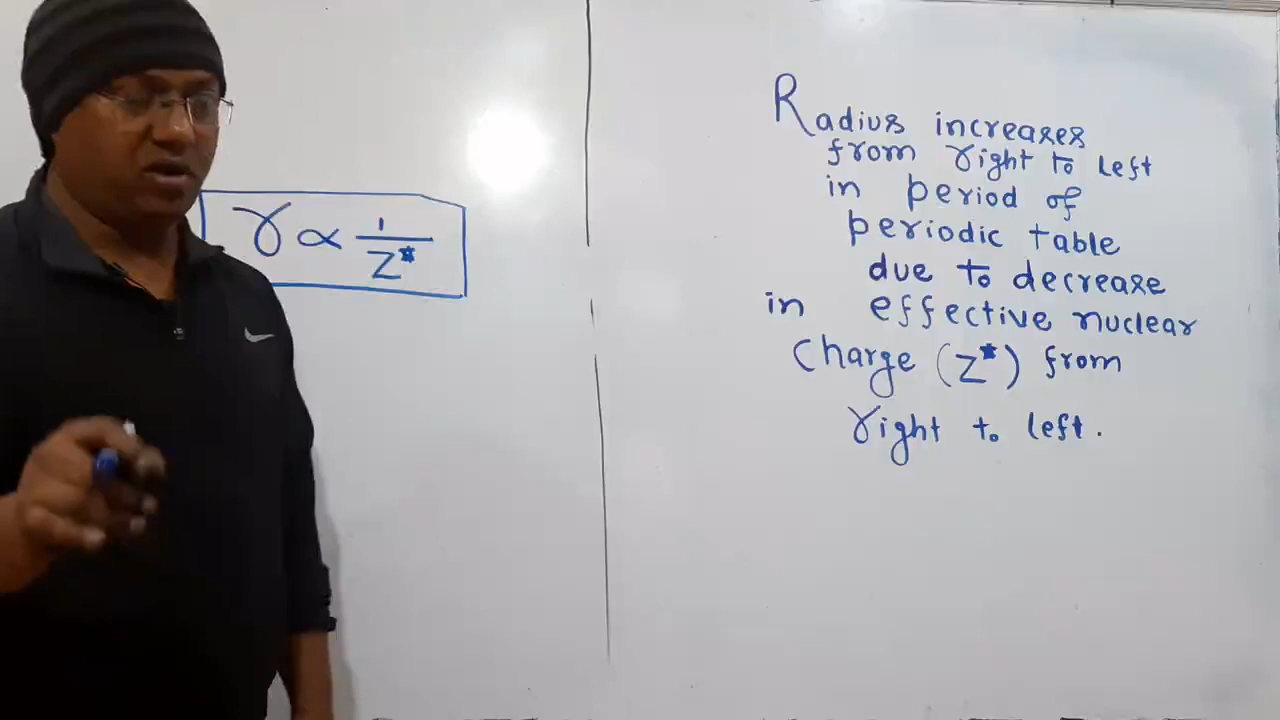 r ∝ 1/Z*
Radius increases
from right to left
in period of
periodic table
due to decrease
in effective nuclear
Charge (Z*) from
right to left.